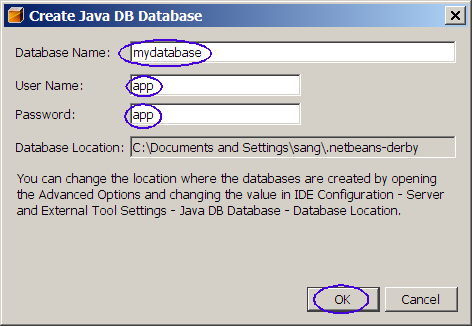 Create Java DB Database
Database Name: mydatabase
User Name: app
Password: app
Database Location: C:\Documents and Settings\sang\.netbeans-derby
You can change the location where the databases are created by opening
the Advanced Options and changing the value in IDE Configuration - Server
and External Tool Settings - Java DB Database - Database Location.
OK Cancel